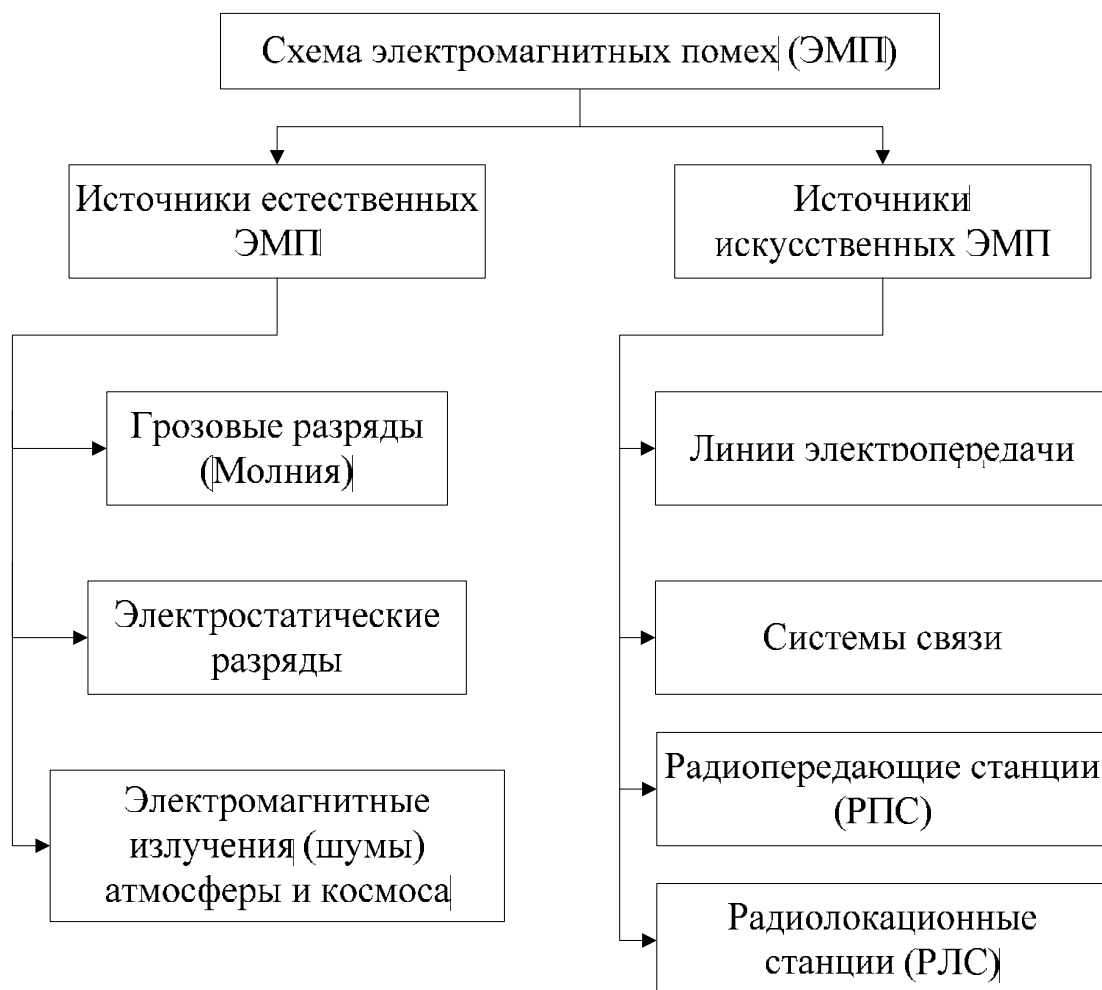 Схема электромагнитных помех (ЭМП)
Источники естественных
ЭМП
Источники
искусственных ЭМП
Грозовые разряды
(Молния)
Электростатические
разряды
Электромагнитные
излучения (шумы)
атмосферы и космоса
Линии электропередачи
Системы связи
Радиопередающие станции
(РПС)
Радиолокационные
станции (РЛС)